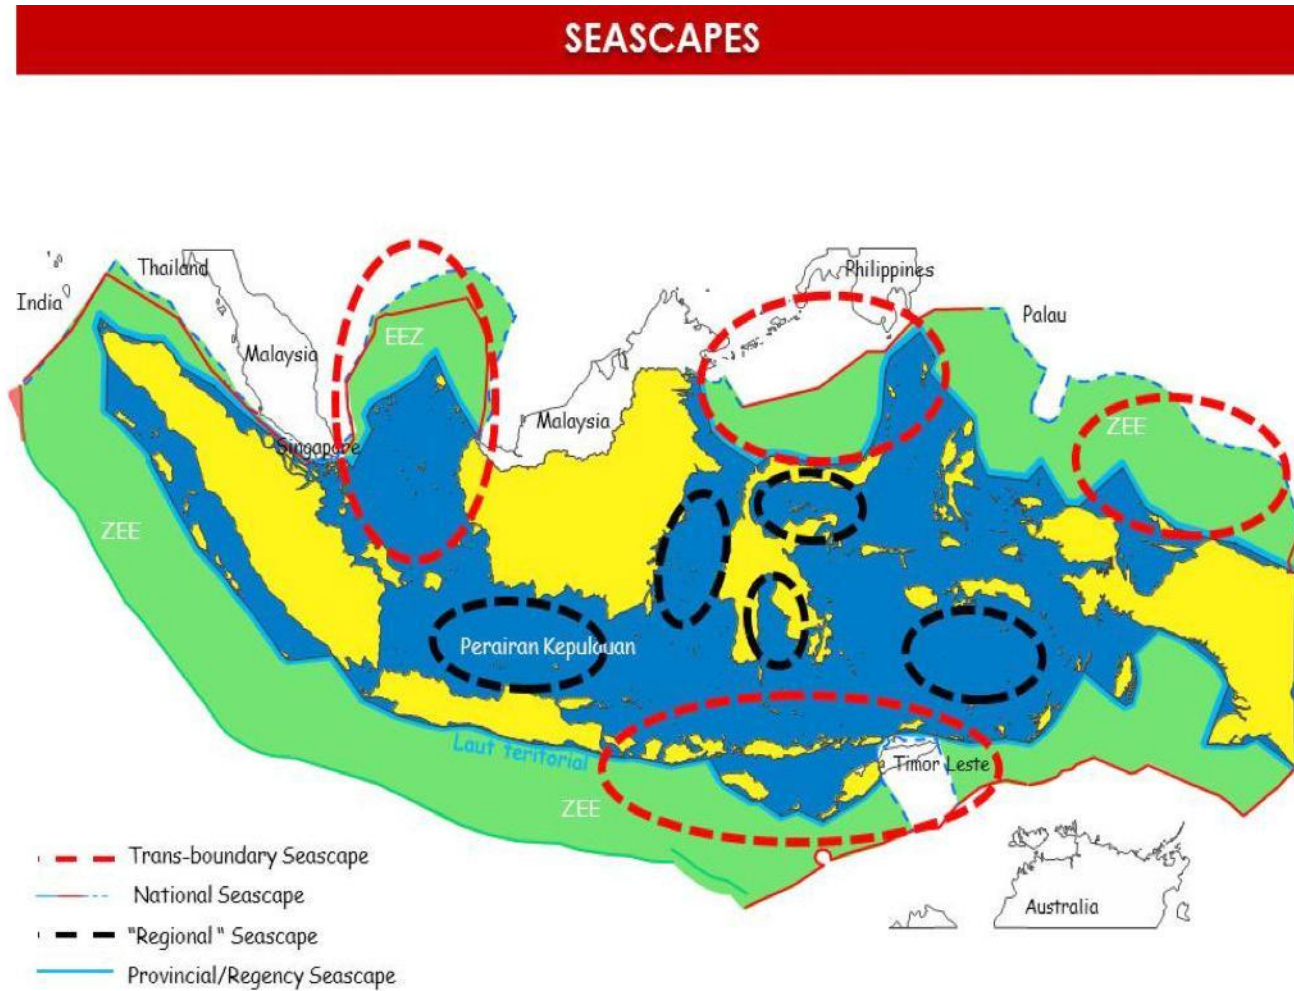 SEASCAPES
Thailand
India
Malaysia
Singapore
EEZ
Malaysia
Philippines
Palau
ZEE
ZEE
Perairan Kepulauan
Laut teritorial
ZEE
Timor Leste
Australia
Trans-boundary Seascape
National Seascape
"Regional " Seascape
Provincial/Regency Seascape